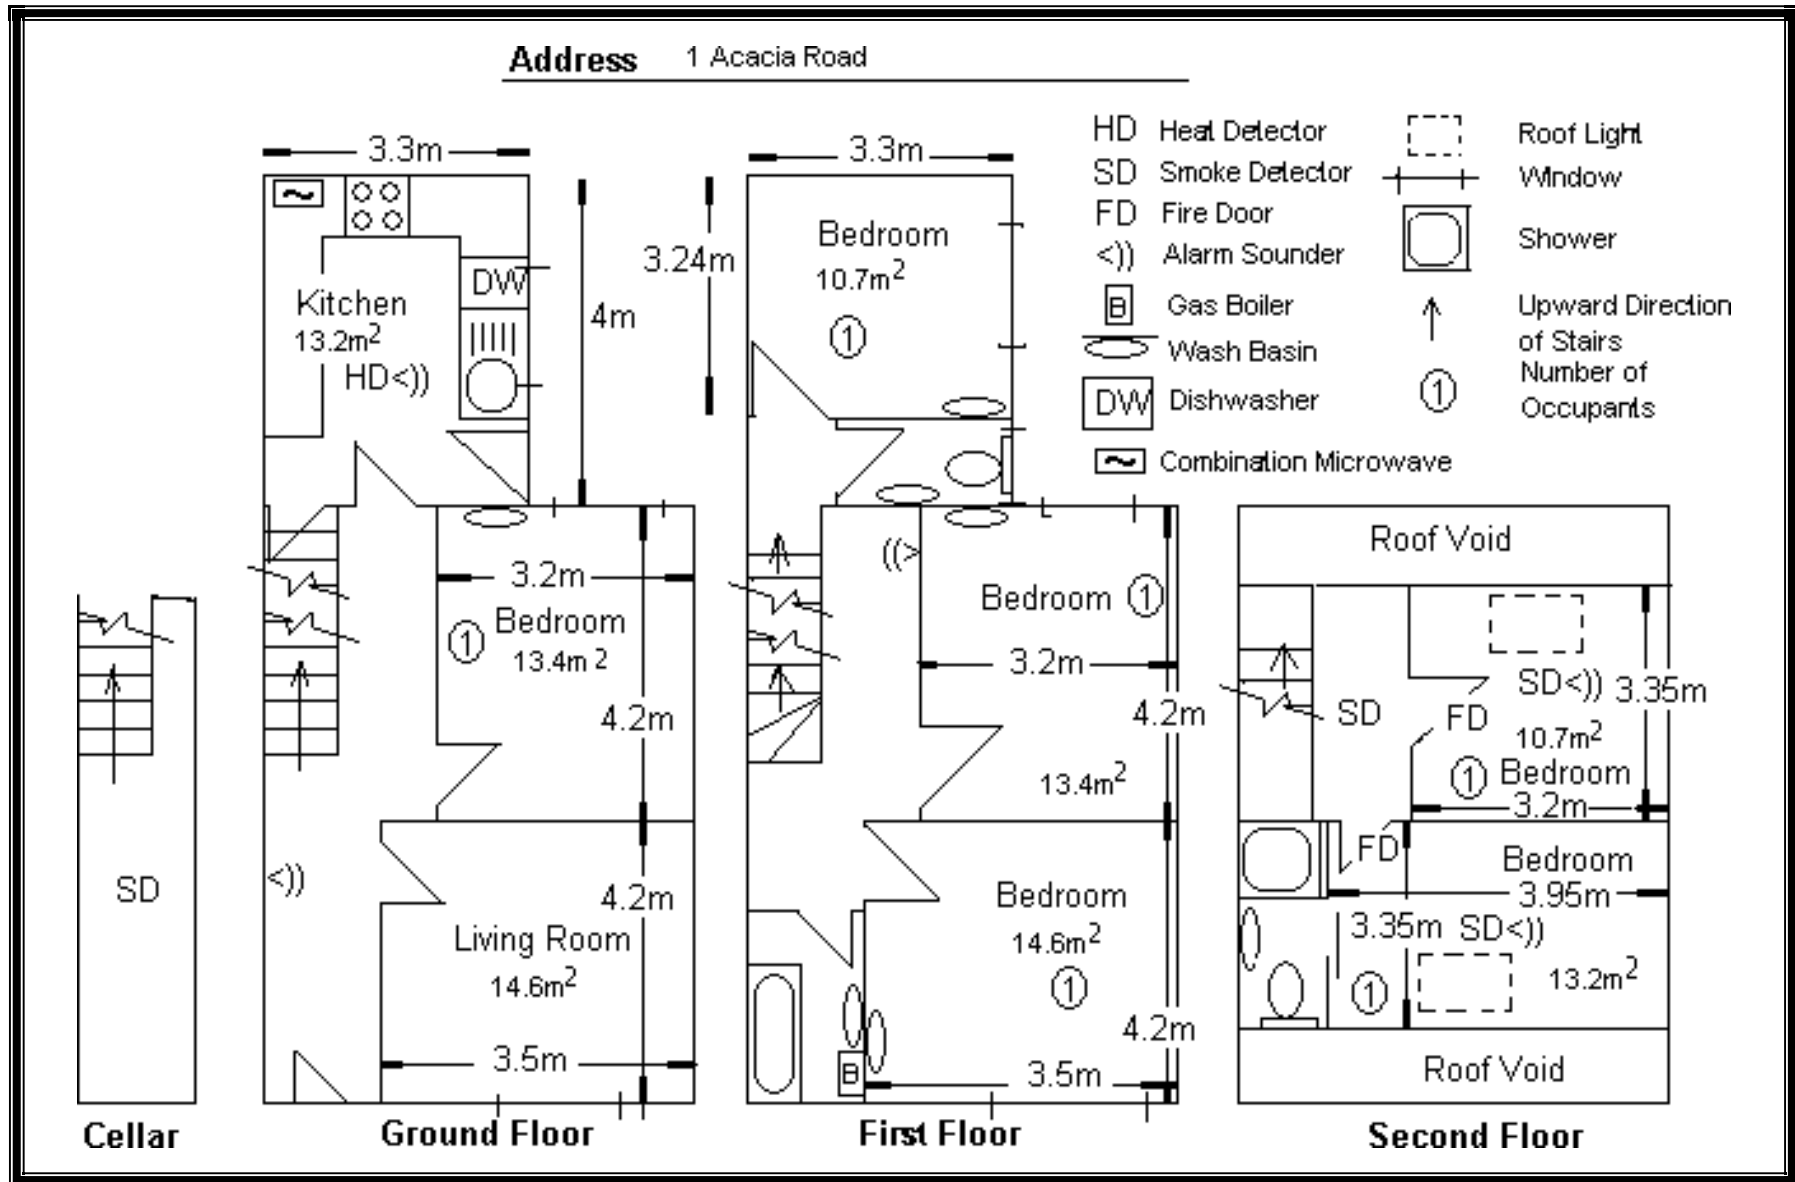 Address 1 Acacia Road
HD Heat Detector
SD Smoke Detector
FD Fire Door
<)) Alarm Sounder
B Gas Boiler
Wash Basin
DW Dishwasher
~ Combination Microwave
Roof Light
Window
Shower
Upward Direction
of Stairs
1 Number of
Occupants
SD
Cellar
3.3m
4m
DW
Kitchen
13.2m2
HD<))
3.2m
1 Bedroom
13.4m 2
4.2m
<))
4.2m
Living Room
14.6m2
3.5m
Ground Floor
3.3m
3.24m
Bedroom
10.7m2
1
((>
Bedroom 1
3.2m
4.2m
13.4m2
Bedroom
14.6m2
1
4.2m
B
3.5m
First Floor
Roof Void
SD<)) 3.35m
SD
FD
10.7m2
1 Bedroom
3.2m
FD
Bedroom
3.95m
3.35m SD<))
13.2m2
1
Roof Void
Second Floor